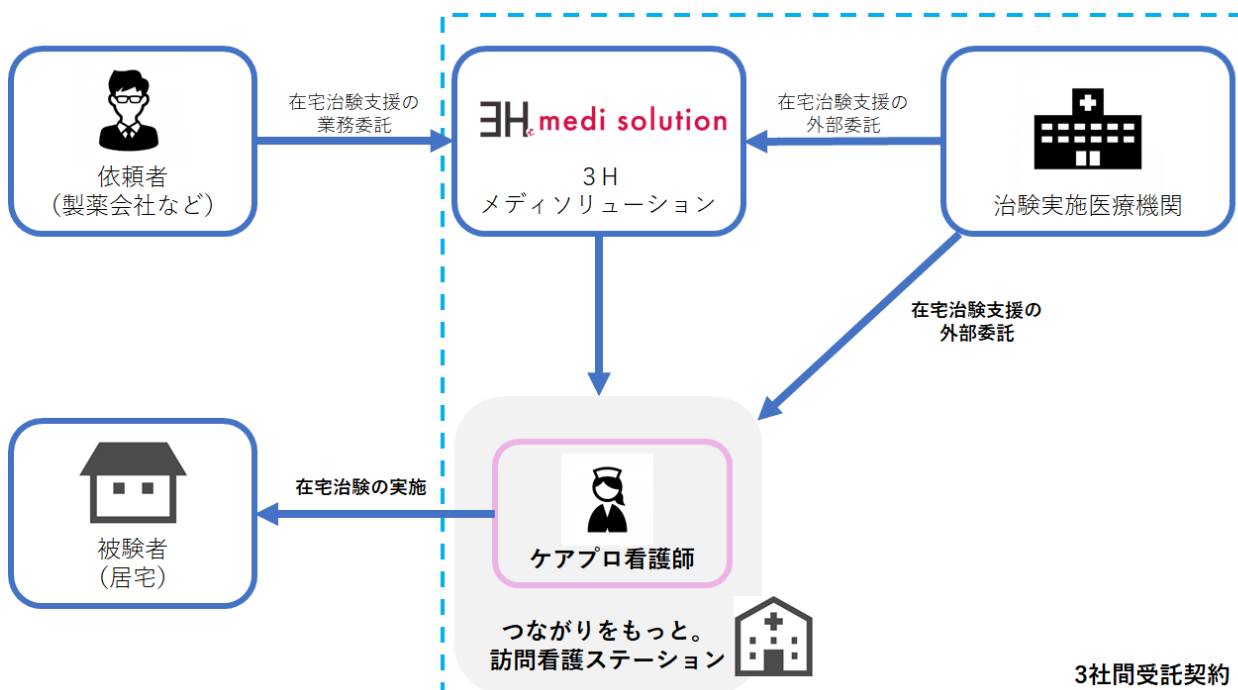 依頼者
（製薬会社など）
在宅治験支援の
業務委託
3H medi solution
３Ｈ
メディソリューション
在宅治験支援の
外部委託
治験実施医療機関
在宅治験支援の
外部委託
被験者
（居宅）
在宅治験の実施
ケアプロ看護師
つながりをもっと。
訪問看護ステーション
3社間受託契約